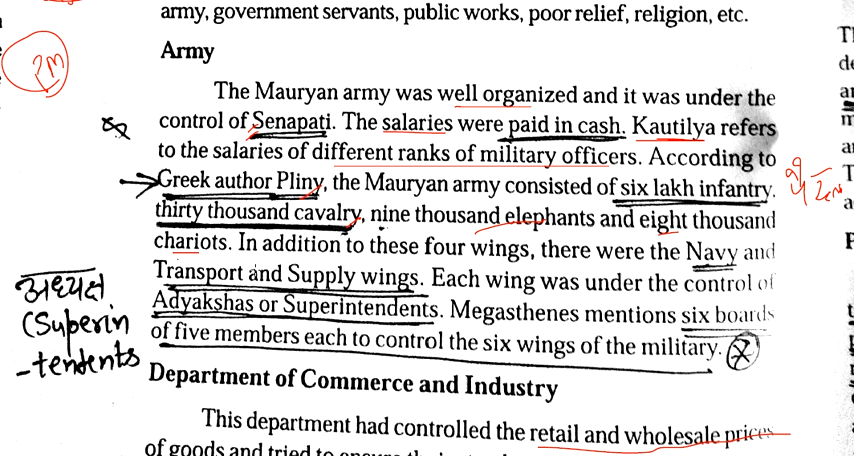 army, government servants, public works, poor relief, religion, etc.
Army
The Mauryan army was well organized and it was under the
control of Senapati. The salaries were paid in cash. Kautilya refers
to the salaries of different ranks of military officers. According to
Greek author Pliny, the Mauryan army consisted of six lakh infantry,
thirty thousand cavalry, nine thousand elephants and eight thousand
chariots. In addition to these four wings, there were the Navy and
Transport and Supply wings. Each wing was under the control of
Adyakshas or Superintendents. Megasthenes mentions six boards
of five members each to control the six wings of the military.
अध्यक्ष
(Superin
-tendents
Department of Commerce and Industry
This department had controlled the retail and wholesale prices
of goods and tried to